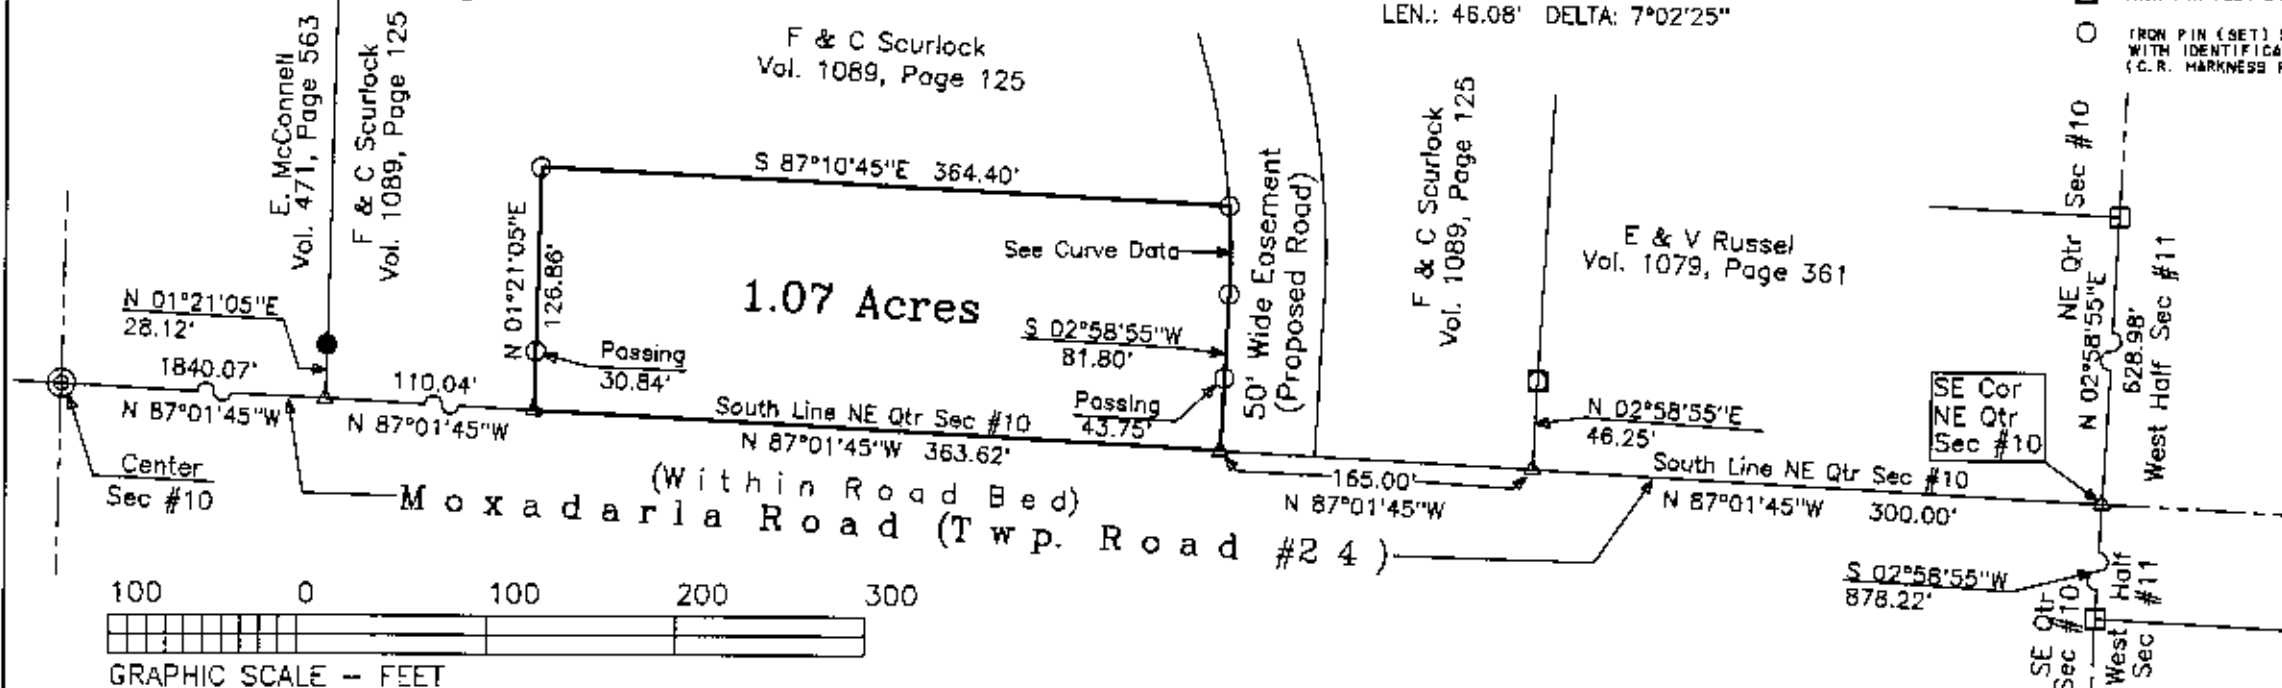 LEN.: 46.08' DELTA: 7°02'25"
IRON PIN (SET)
WITH IDENTIFICA
(C.R. HARKNESS
E. McConnell
Vol. 471, Page 563
F & C Scurlock
Vol. 1089, Page 125
F & C Scurlock
Vol. 1089, Page 125
S 87°10'45"E 364.40'
N 01°21'05"E
126.86'
1.07 Acres
See Curve Data
50' Wide Easement
(Proposed Road)
F & C Scurlock
Vol. 1089, Page 125
E & V Russel
Vol. 1079, Page 361
NE Qtr Sec #10
N 02°58'55"E
628.98'
West Half Sec #11
N 01°21'05"E
28.12'
1840.07'
N 87°01'45"W
110.04'
N 87°01'45"W
Passing
30.84'
S 02°58'55"W
81.80'
Passing
43.75'
South Line NE Qtr Sec #10
N 87°01'45"W 363.62'
165.00'
N 87°01'45"W
N 02°58'55"E
46.25'
SE Cor
NE Qtr
Sec #10
South Line NE Qtr Sec #10
N 87°01'45"W 300.00'
Center
Sec #10
(Within Road Bed)
Moxadarla Road (Twp. Road #24)
S 02°56'55"W
878.22'
SE Qtr
Sec #10
West Half
Sec #11
100 0 100 200 300
GRAPHIC SCALE -- FEET